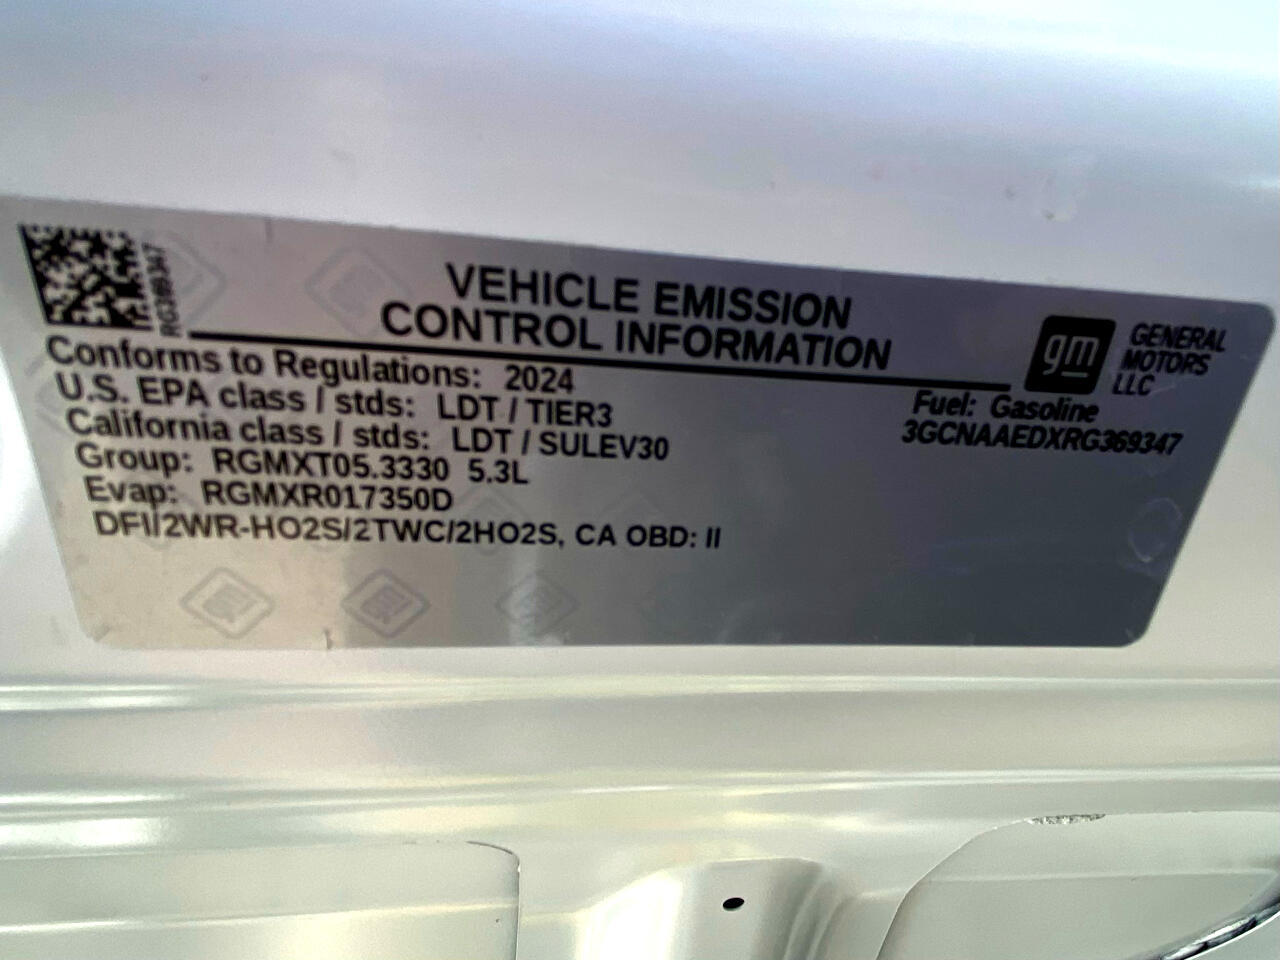 RG369347
VEHICLE EMISSION
CONTROL INFORMATION
gm
GENERAL
MOTORS
LLC
Conforms to Regulations: 2024
U.S. EPA class / stds: LDT / TIER3
California class / stds: LDT / SULEV30
Group: RGMXT05.3330 5.3L
Evap: RGMXR017350D
DFI/2WR-HO2S/2TWC/2HO2S, CA OBD: II
Fuel: Gasoline
3GCNAAEDXRG369347